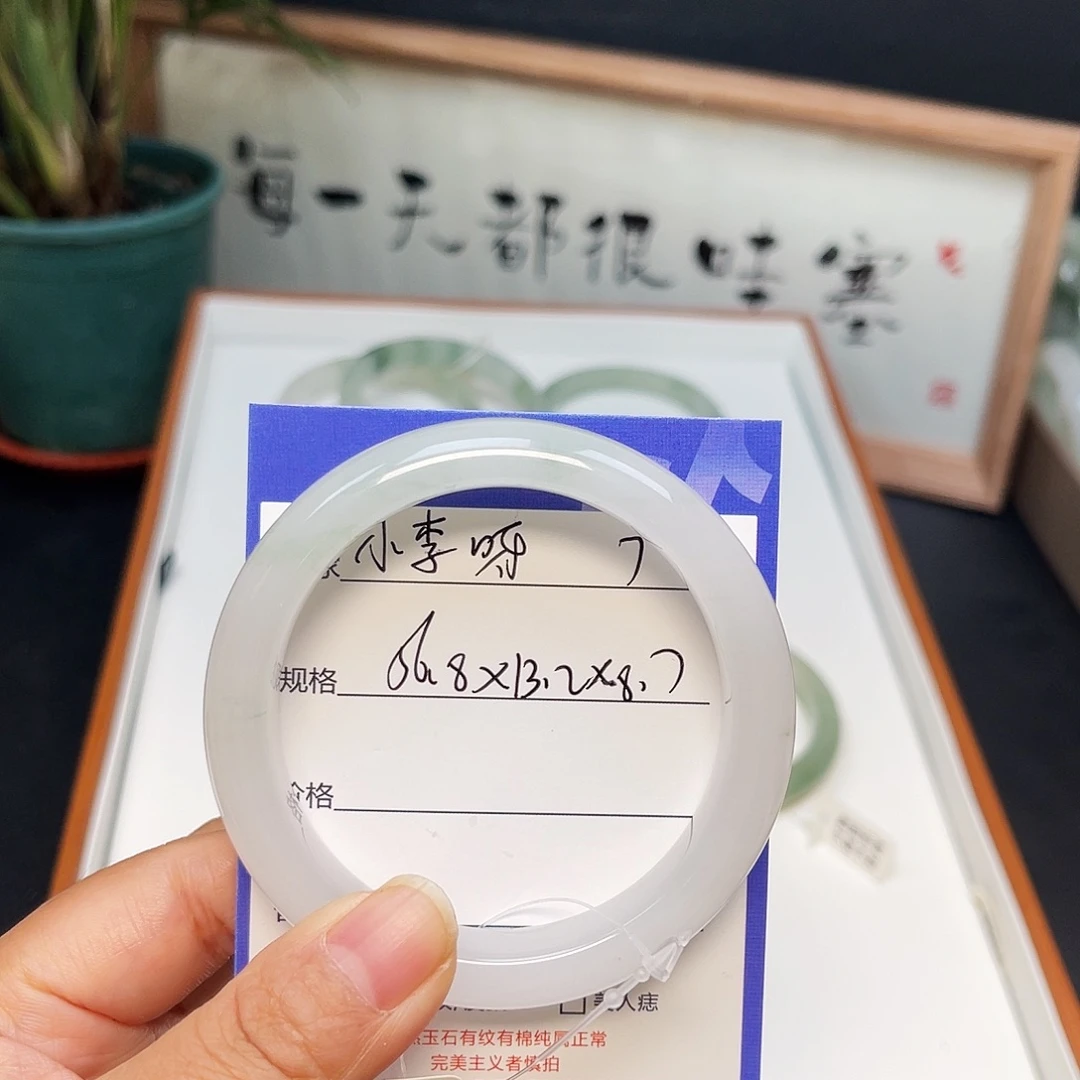 每一天都很哇塞
小李呀 7
规格 56.8×13.2×8.7
价格
美人痣
玉石有纹有棉纯属正常
完美主义者慎拍